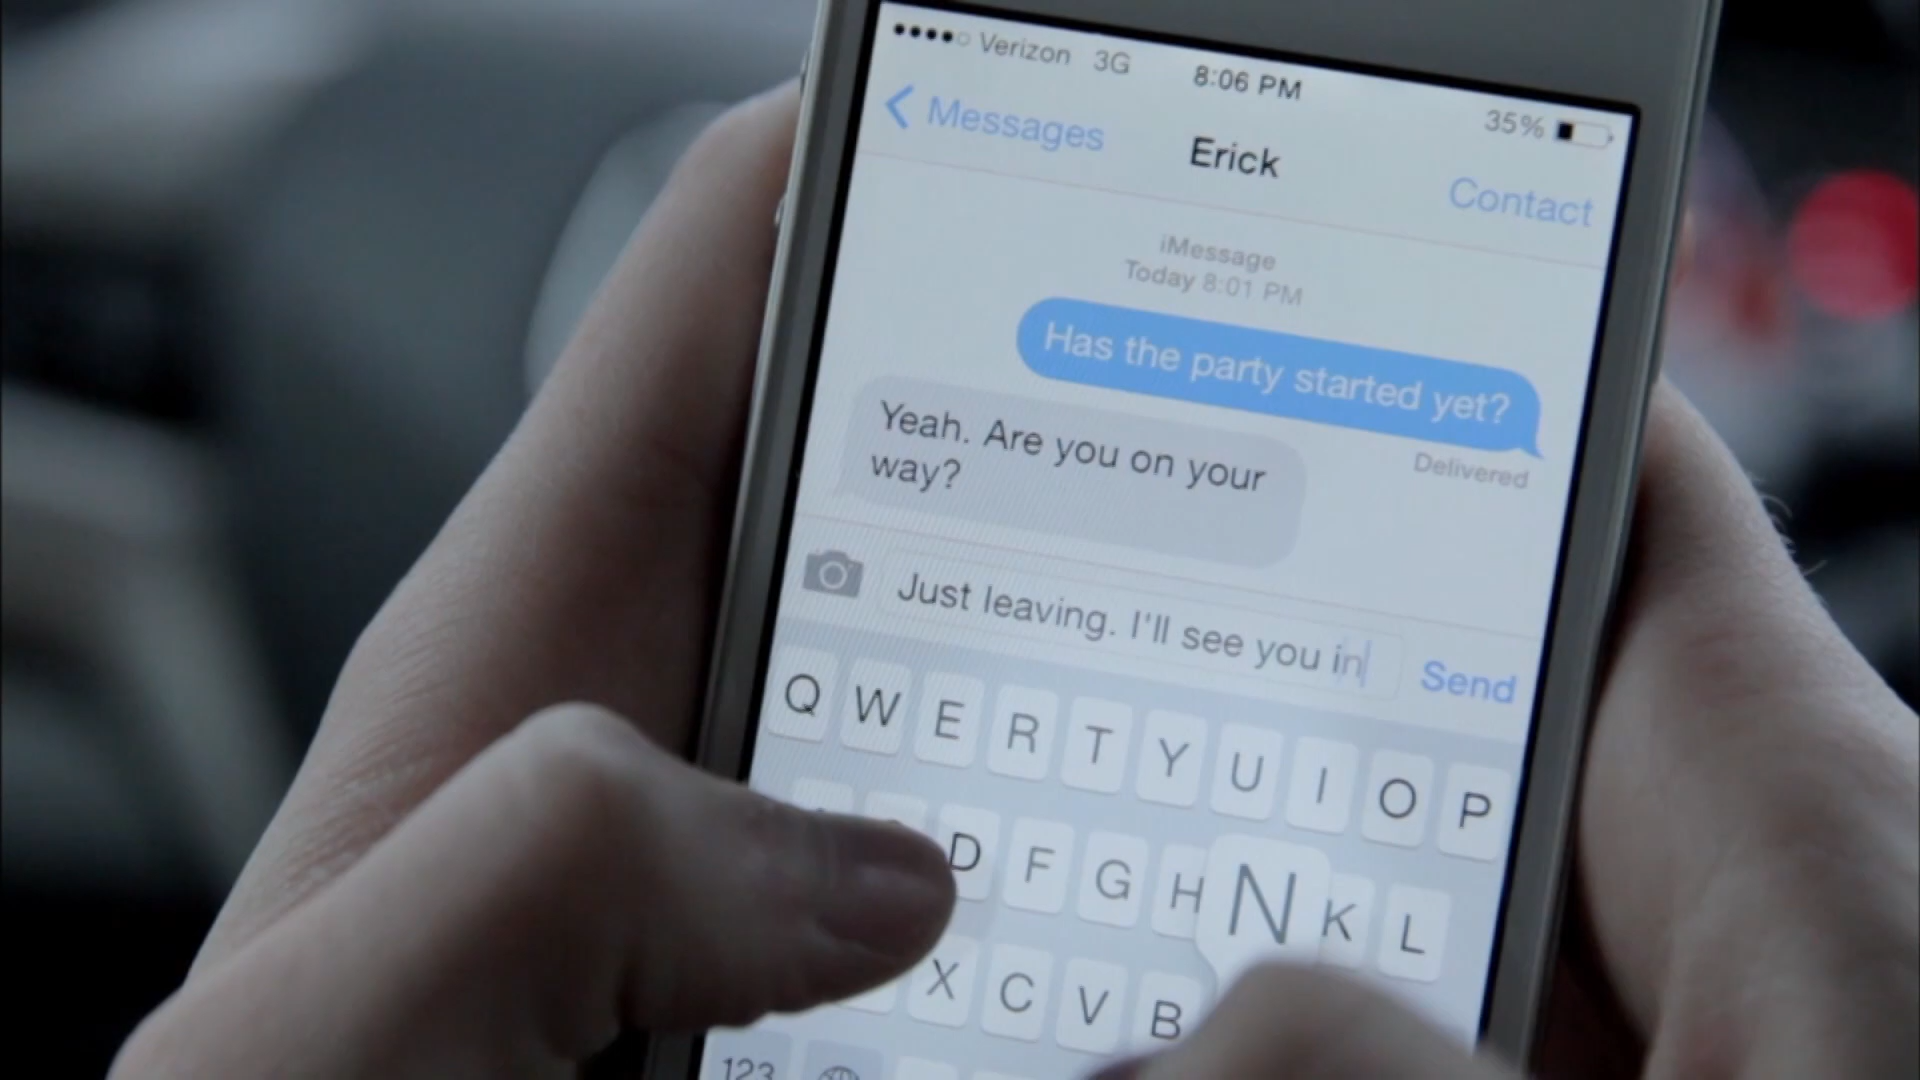 Verizon 3G 8:06 PM 35%
Messages Erick Contact
iMessage
Today 8:01 PM
Has the party started yet?
Delivered
Yeah. Are you on your
way?
Just leaving. I'll see you in
Send
Q W E R T Y U I O P
D F G H N K L
X C V B
123